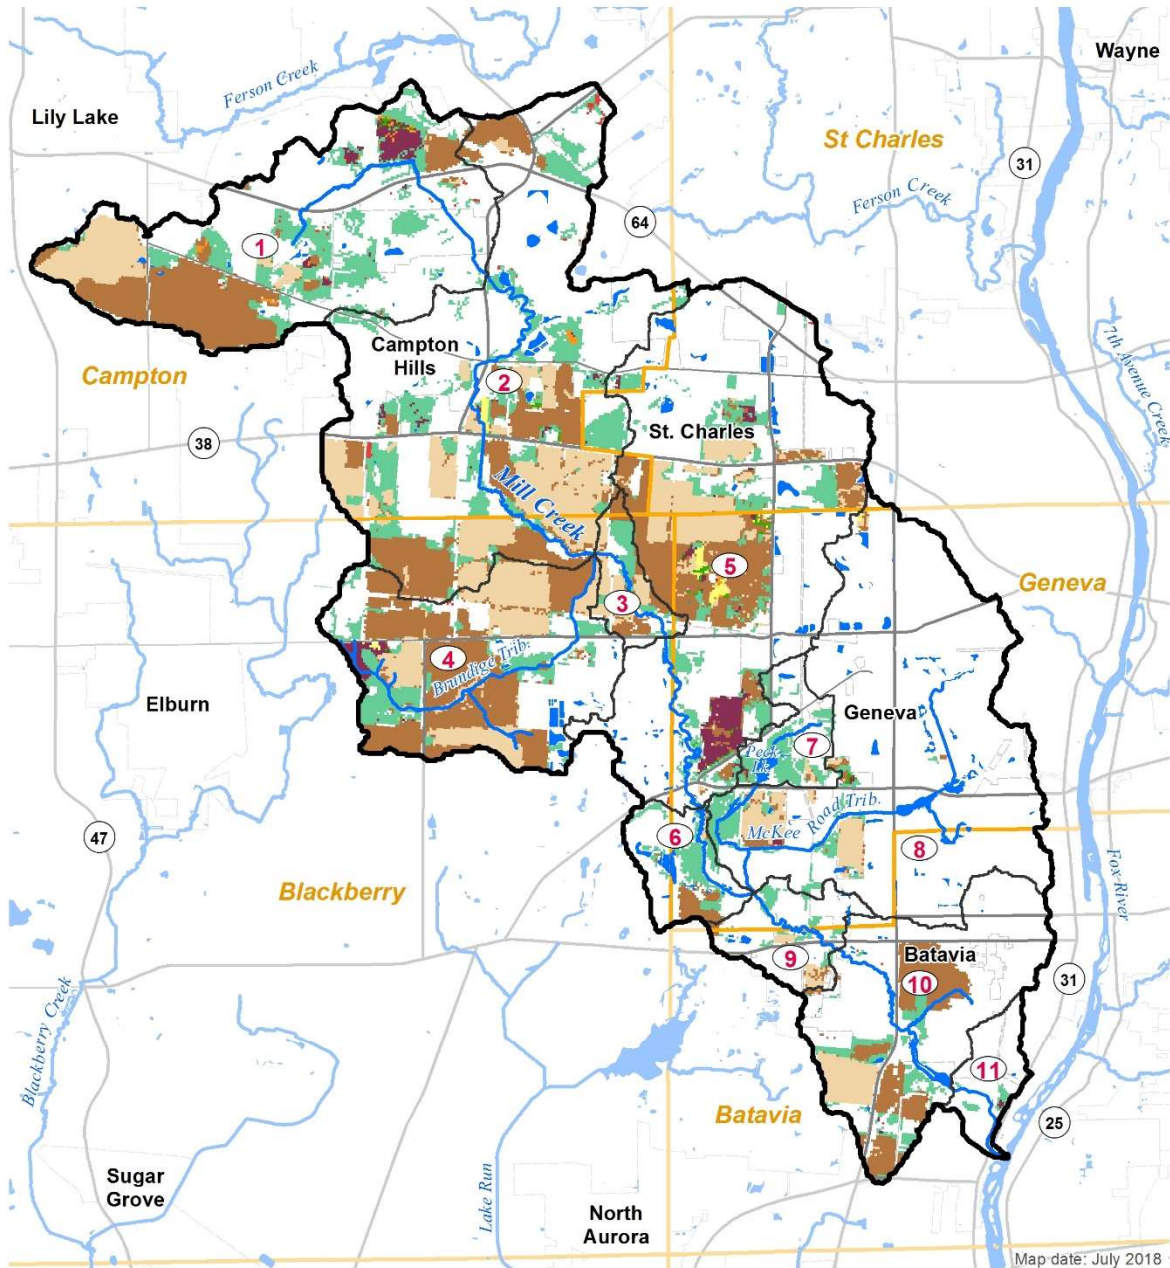 Wayne
Ferson Creek
Lily Lake
St Charles
31
Ferson Creek
64
1
7th Avenue Creek
Campton
Hills
Campton
2
St. Charles
38
Mill Creek
5
Geneva
3
4
Brundige Trib.
Elburn
Geneva
7
Peck
Lk.
McKee Road Trib.
47
6
8
Blackberry
Fox River
9
Batavia
10
31
Blackberry Creek
11
Batavia
25
Sugar
Grove
Lake Run
North
Aurora
Map date: July 2018